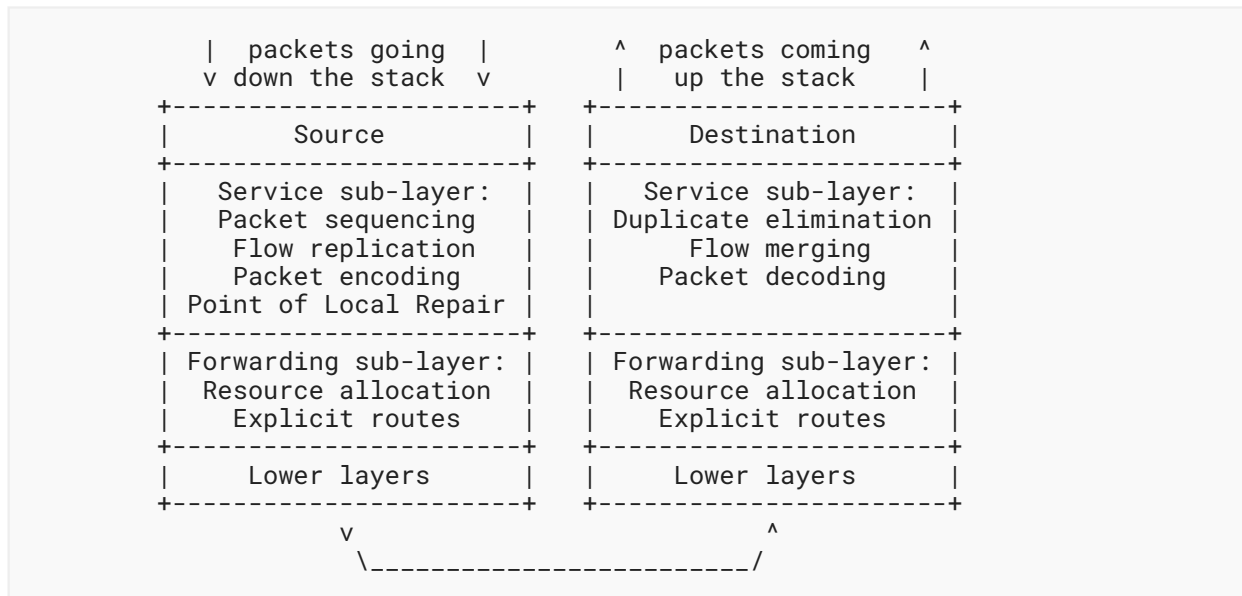 |  packets going  |        ^  packets coming   ^
v down the stack  v        |   up the stack    |
+-----------------------+   +-----------------------+
|        Source         |   |      Destination      |
+-----------------------+   +-----------------------+
|   Service sub-layer:  |   |   Service sub-layer:  |
|   Packet sequencing   |   | Duplicate elimination |
|    Flow replication   |   |      Flow merging     |
|    Packet encoding    |   |    Packet decoding    |
| Point of Local Repair |   |                       |
+-----------------------+   +-----------------------+
| Forwarding sub-layer: |   | Forwarding sub-layer: |
|  Resource allocation  |   |  Resource allocation  |
|    Explicit routes    |   |    Explicit routes    |
+-----------------------+   +-----------------------+
|     Lower layers      |   |     Lower layers      |
+-----------------------+   +-----------------------+
v                           ^
\_________________________/